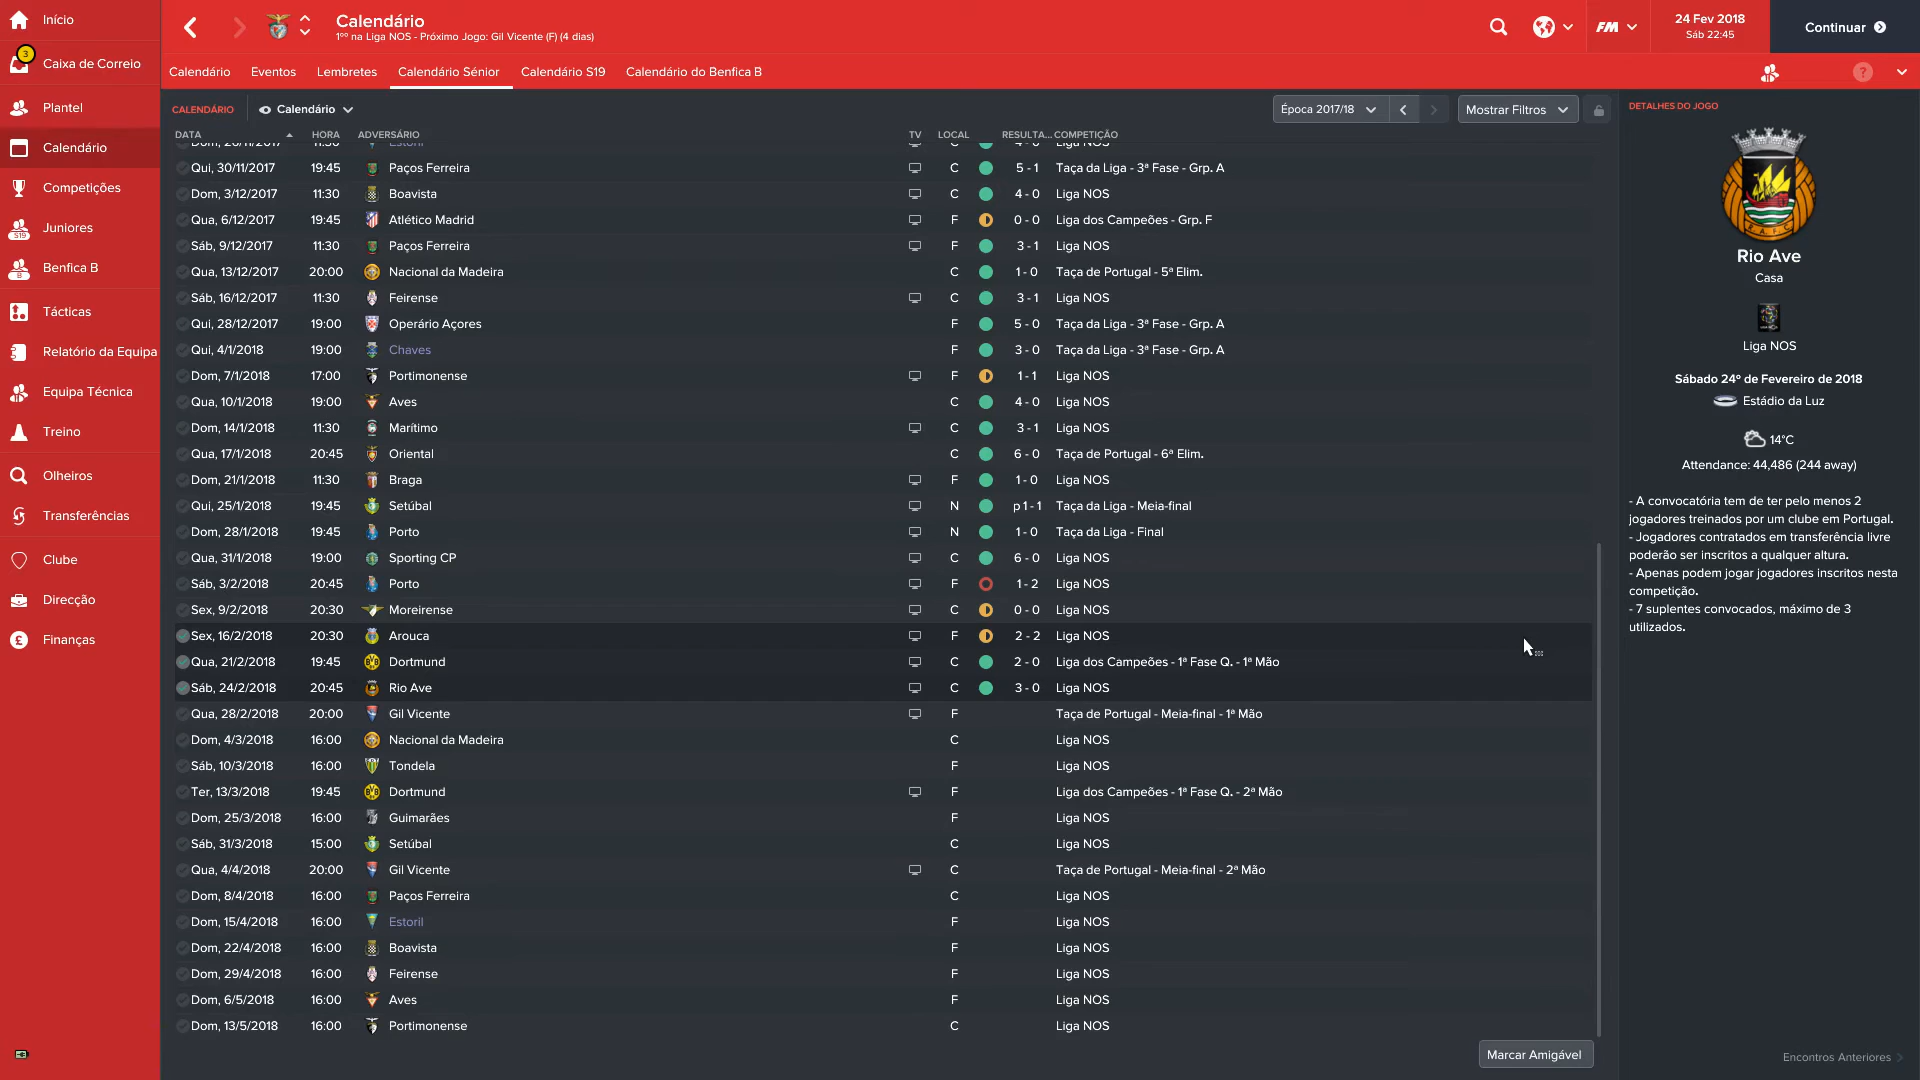 Início
Calendário
1ºº na Liga NOS - Próximo Jogo: Gil Vicente (F) (4 dias)
FM
24 Fev 2018
Sáb 22:45
Continuar
3
Caixa de Correio
Calendário Eventos Lembretes Calendário Sénior Calendário S19 Calendário do Benfica B
?
Plantel
Calendário
Competições
S19
Juniores
B
Benfica B
Tácticas
Relatório da Equipa
Equipa Técnica
Treino
Olheiros
Transferências
Clube
Direcção
£
Finanças
CALENDÁRIO Calendário Época 2017/18 Mostrar Filtros
DATA HORA ADVERSÁRIO TV LOCAL RESULTA... COMPETIÇÃO
Dom, 26/11/2017 11:30 Estoril C 4 - 0 Liga NOS
Qui, 30/11/2017 19:45 Paços Ferreira C 5 - 1 Taça da Liga - 3ª Fase - Grp. A
Dom, 3/12/2017 11:30 Boavista C 4 - 0 Liga NOS
Qua, 6/12/2017 19:45 Atlético Madrid F 0 - 0 Liga dos Campeões - Grp. F
Sáb, 9/12/2017 11:30 Paços Ferreira F 3 - 1 Liga NOS
Qua, 13/12/2017 20:00 Nacional da Madeira C 1 - 0 Taça de Portugal - 5ª Elim.
Sáb, 16/12/2017 11:30 Feirense C 3 - 1 Liga NOS
Qui, 28/12/2017 19:00 Operário Açores F 5 - 0 Taça da Liga - 3ª Fase - Grp. A
Qui, 4/1/2018 19:00 Chaves F 3 - 0 Taça da Liga - 3ª Fase - Grp. A
Dom, 7/1/2018 17:00 Portimonense F 1 - 1 Liga NOS
Qua, 10/1/2018 19:00 Aves C 4 - 0 Liga NOS
Dom, 14/1/2018 11:30 Marítimo C 3 - 1 Liga NOS
Qua, 17/1/2018 20:45 Oriental C 6 - 0 Taça de Portugal - 6ª Elim.
Dom, 21/1/2018 11:30 Braga F 1 - 0 Liga NOS
Qui, 25/1/2018 19:45 Setúbal N p 1 - 1 Taça da Liga - Meia-final
Dom, 28/1/2018 19:45 Porto N 1 - 0 Taça da Liga - Final
Qua, 31/1/2018 19:00 Sporting CP C 6 - 0 Liga NOS
Sáb, 3/2/2018 20:45 Porto F 1 - 2 Liga NOS
Sex, 9/2/2018 20:30 Moreirense C 0 - 0 Liga NOS
Sex, 16/2/2018 20:30 Arouca F 2 - 2 Liga NOS
Qua, 21/2/2018 19:45 Dortmund C 2 - 0 Liga dos Campeões - 1ª Fase Q. - 1ª Mão
Sáb, 24/2/2018 20:45 Rio Ave C 3 - 0 Liga NOS
Qua, 28/2/2018 20:00 Gil Vicente F Taça de Portugal - Meia-final - 1ª Mão
Dom, 4/3/2018 16:00 Nacional da Madeira C Liga NOS
Sáb, 10/3/2018 16:00 Tondela F Liga NOS
Ter, 13/3/2018 19:45 Dortmund F Liga dos Campeões - 1ª Fase Q. - 2ª Mão
Dom, 25/3/2018 16:00 Guimarães F Liga NOS
Sáb, 31/3/2018 15:00 Setúbal C Liga NOS
Qua, 4/4/2018 20:00 Gil Vicente C Taça de Portugal - Meia-final - 2ª Mão
Dom, 8/4/2018 16:00 Paços Ferreira C Liga NOS
Dom, 15/4/2018 16:00 Estoril F Liga NOS
Dom, 22/4/2018 16:00 Boavista F Liga NOS
Dom, 29/4/2018 16:00 Feirense F Liga NOS
Dom, 6/5/2018 16:00 Aves F Liga NOS
Dom, 13/5/2018 16:00 Portimonense C Liga NOS
Marcar Amigável
DETALHES DO JOGO
Rio Ave
Casa
Liga NOS
Sábado 24º de Fevereiro de 2018
Estádio da Luz
14°C
Attendance: 44,486 (244 away)
- A convocatória tem de ter pelo menos 2
jogadores treinados por um clube em Portugal.
- Jogadores contratados em transferência livre
poderão ser inscritos a qualquer altura.
- Apenas podem jogar jogadores inscritos nesta
competição.
- 7 suplentes convocados, máximo de 3
utilizados.
Encontros Anteriores